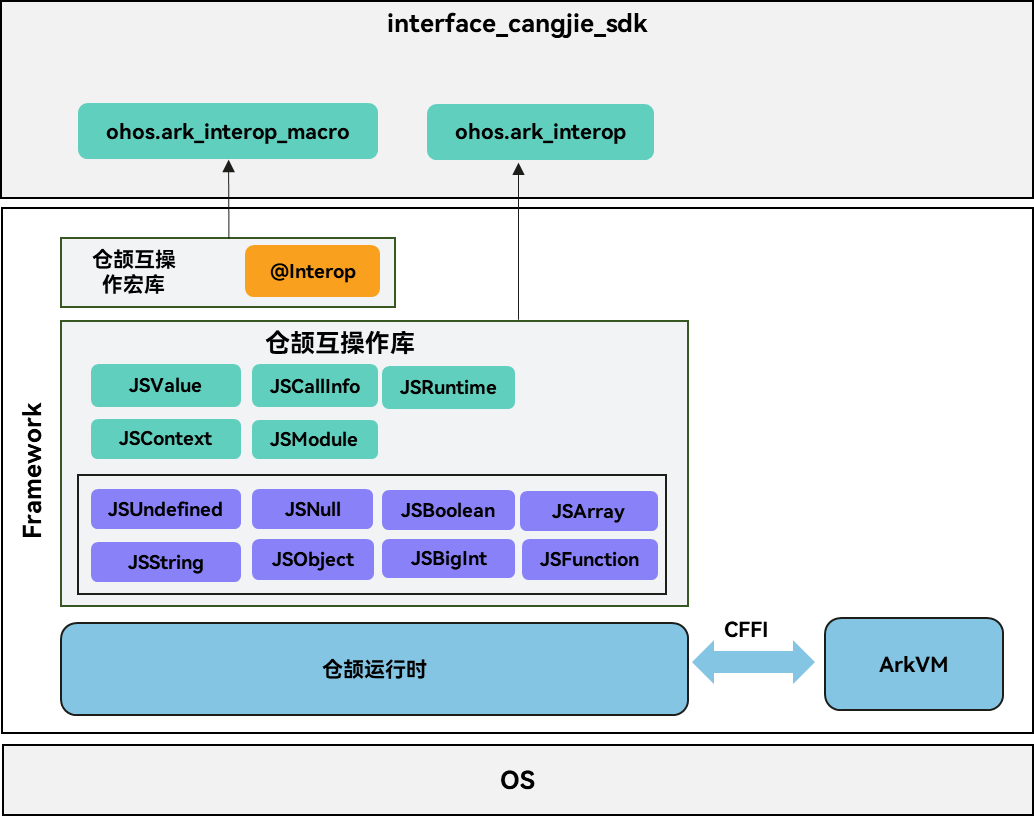 interface_cangjie_sdk
ohos.ark_interop_macro
ohos.ark_interop
仓颉互操
作宏库
@Interop
Framework
仓颉互操作库
JSValue
JSCallInfo
JSRuntime
JSContext
JSModule
JSUndefined
JSNull
JSBoolean
JSArray
JSString
JSObject
JSBigInt
JSFunction
仓颉运行时
CFFI
ArkVM
OS